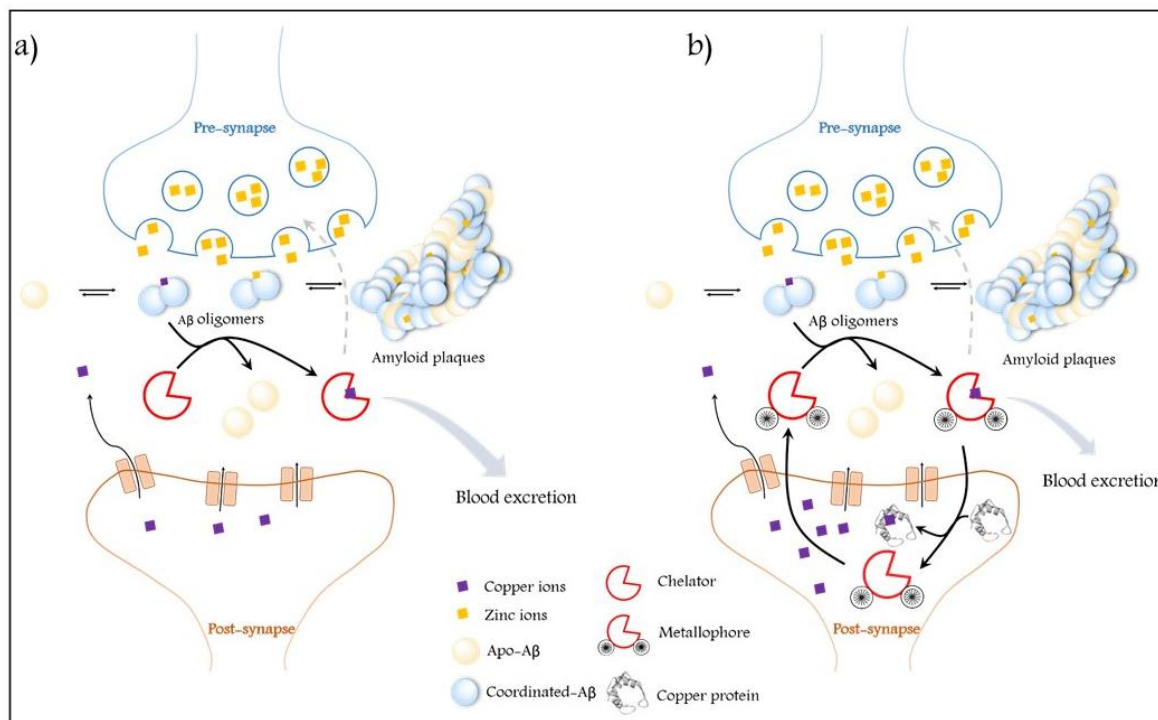 a)
Pre-synapse
Aβ oligomers
Amyloid plaques
Blood excretion
Post-synapse
b)
Pre-synapse
Aβ oligomers
Amyloid plaques
Blood excretion
Post-synapse
Copper ions
Zinc ions
Apo-Aβ
Coordinated-Aβ
Chelator
Metallophore
Copper protein